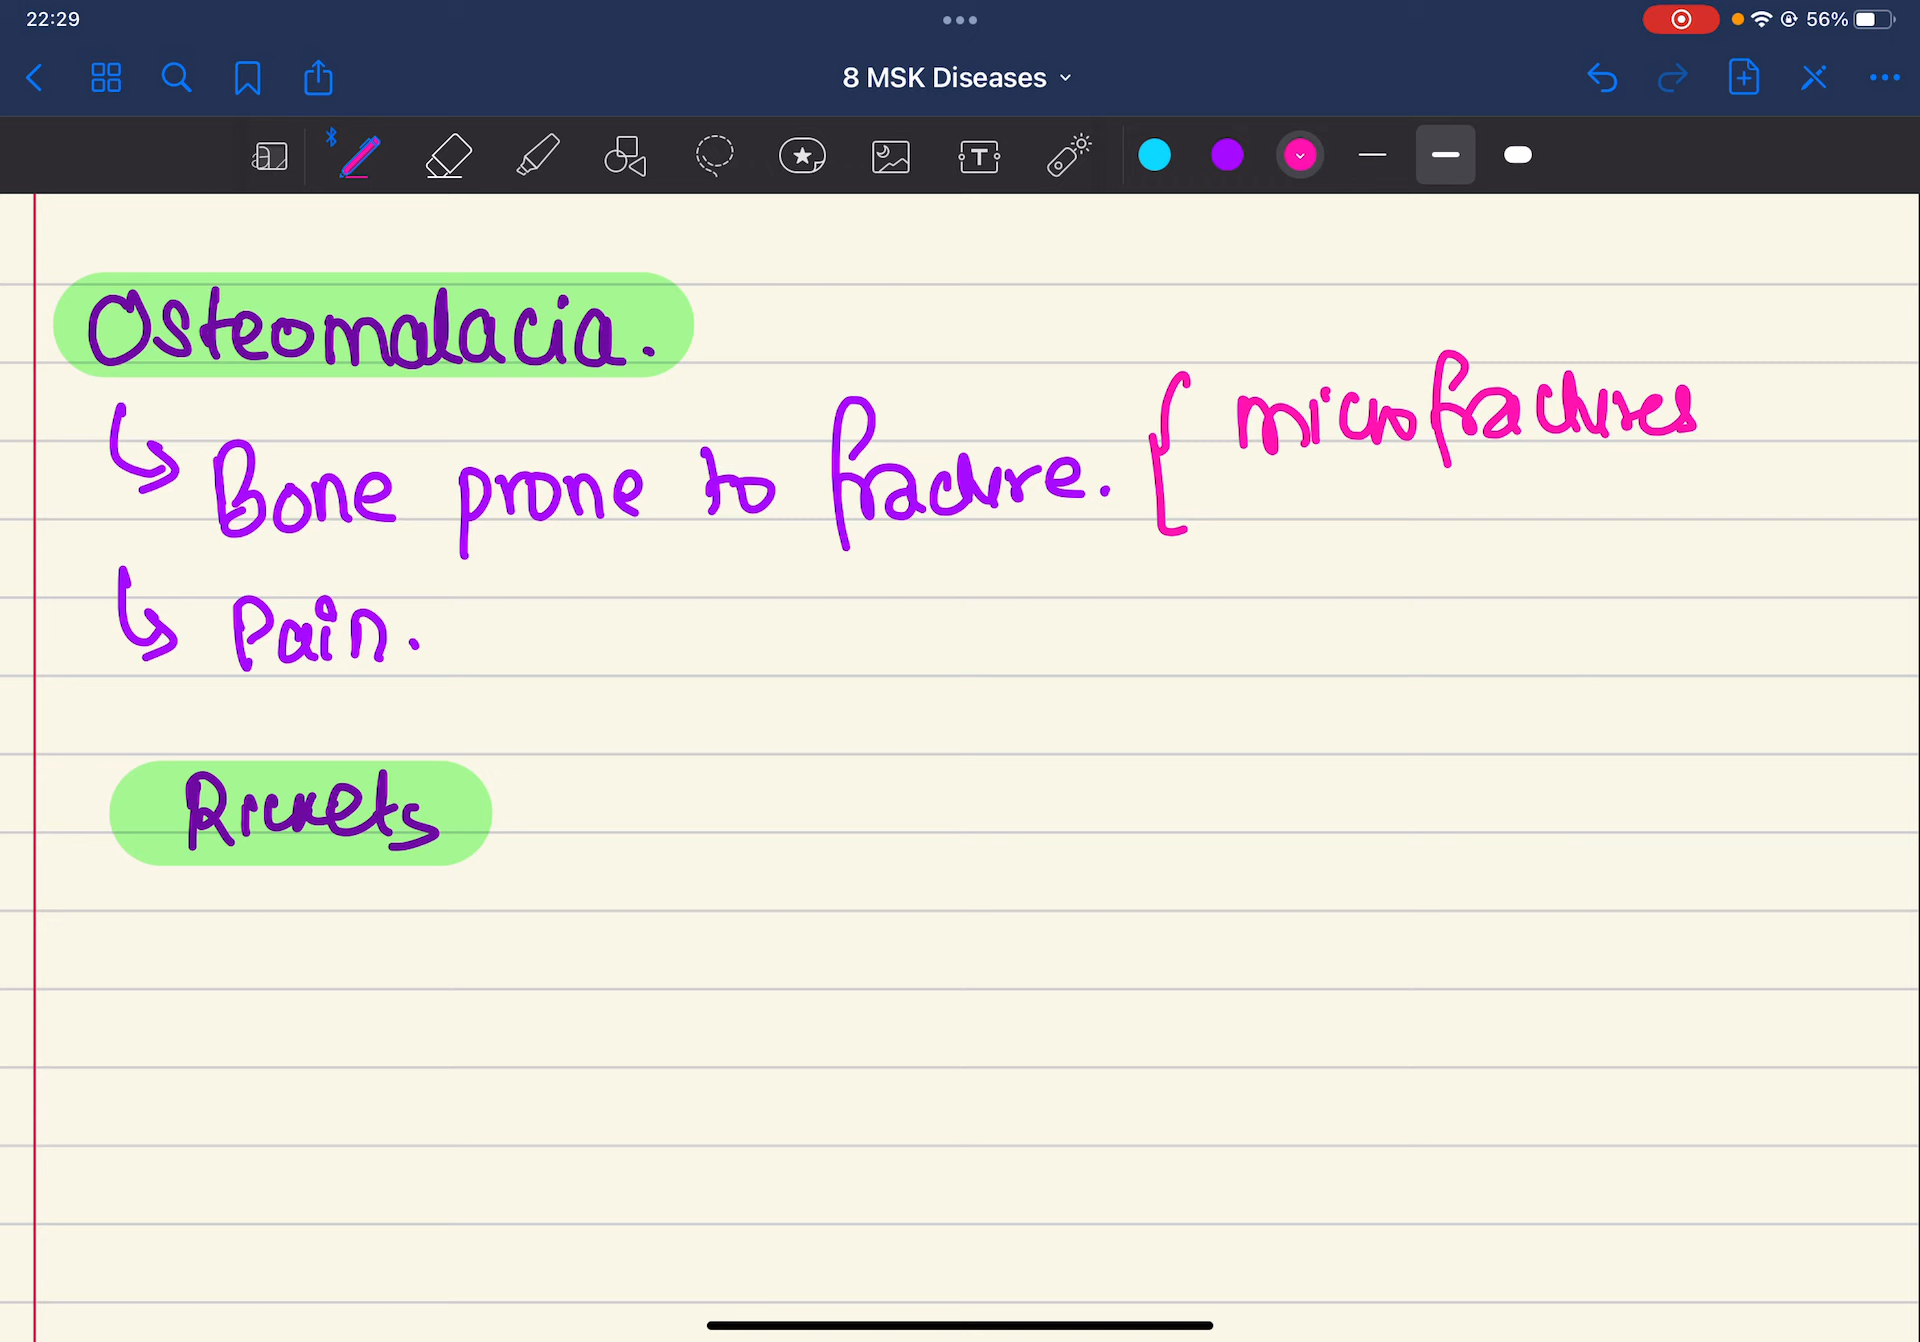 22:29
56%
8 MSK Diseases
T
Osteomalacia.
microfractures
Bone prone to fracture.
Pain.
Rickets